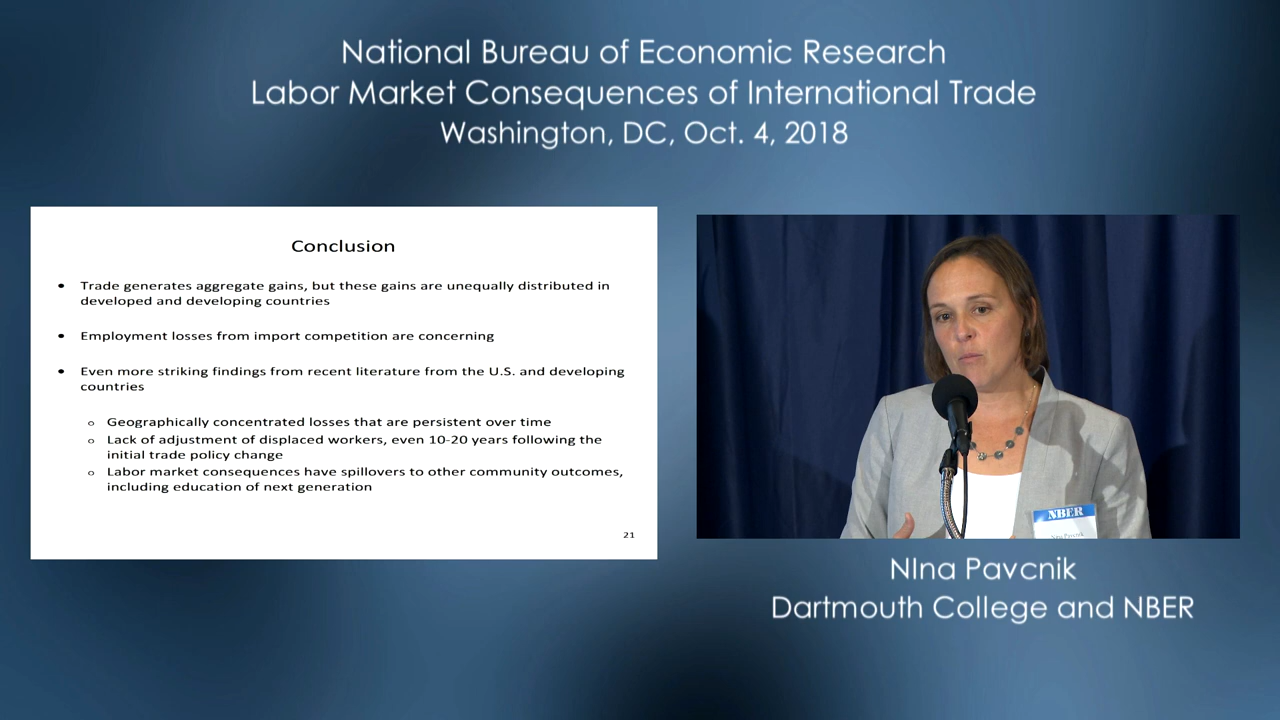 National Bureau of Economic Research
Labor Market Consequences of International Trade
Washington, DC, Oct. 4, 2018
Conclusion
• Trade generates aggregate gains, but these gains are unequally distributed in
developed and developing countries
• Employment losses from import competition are concerning
• Even more striking findings from recent literature from the U.S. and developing
countries
o Geographically concentrated losses that are persistent over time
o Lack of adjustment of displaced workers, even 10-20 years following the
initial trade policy change
o Labor market consequences have spillovers to other community outcomes,
including education of next generation
21
NBER
NIna Pavcnik
Dartmouth College and NBER